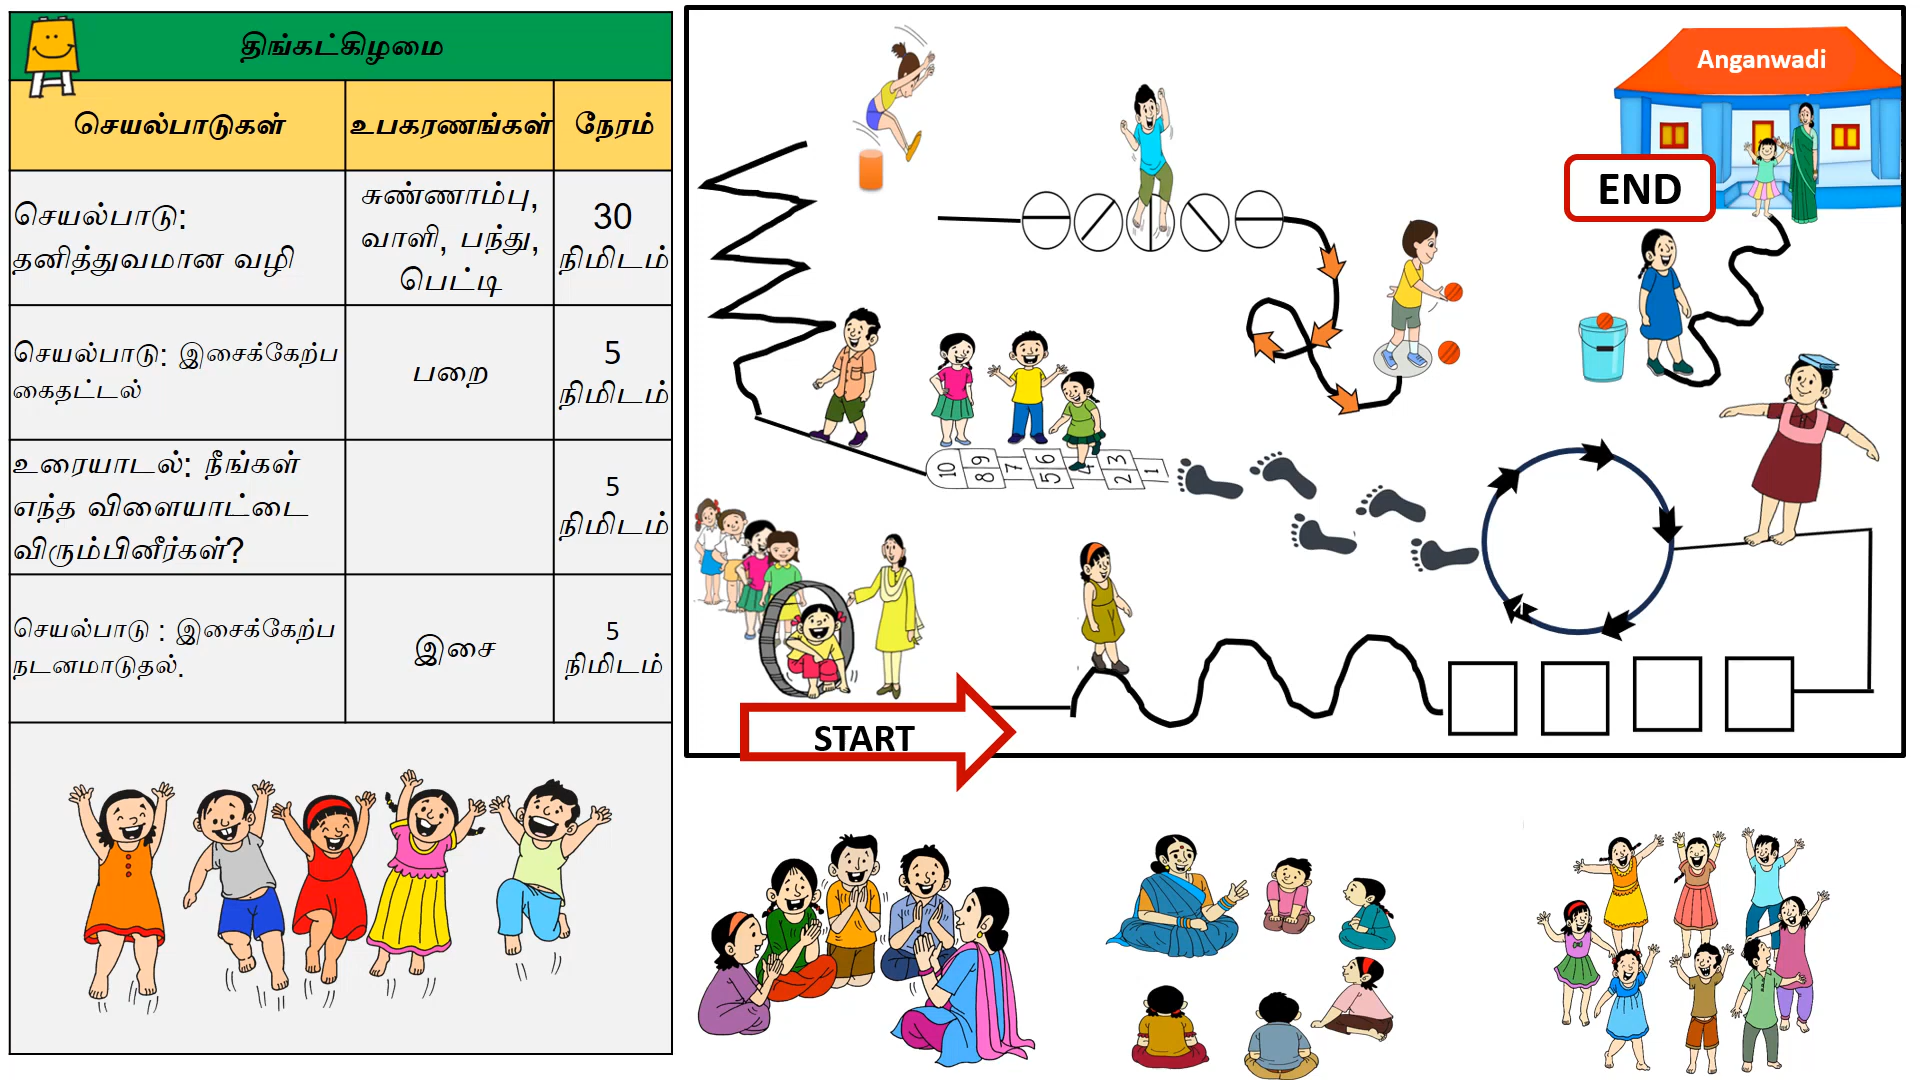 திங்கட்கிழமை
செயல்பாடுகள்
உபகரணங்கள்
நேரம்
செயல்பாடு:
தனித்துவமான வழி
சுண்ணாம்பு,
வாளி, பந்து,
பெட்டி
30
நிமிடம்
செயல்பாடு: இசைக்கேற்ப
கைதட்டல்
பறை
5
நிமிடம்
உரையாடல்: நீங்கள்
எந்த விளையாட்டை
விரும்பினீர்கள்?
5
நிமிடம்
செயல்பாடு : இசைக்கேற்ப
நடனமாடுதல்.
இசை
5
நிமிடம்
Anganwadi
END
10 9 8 7 6 5 4 3 2 1
START